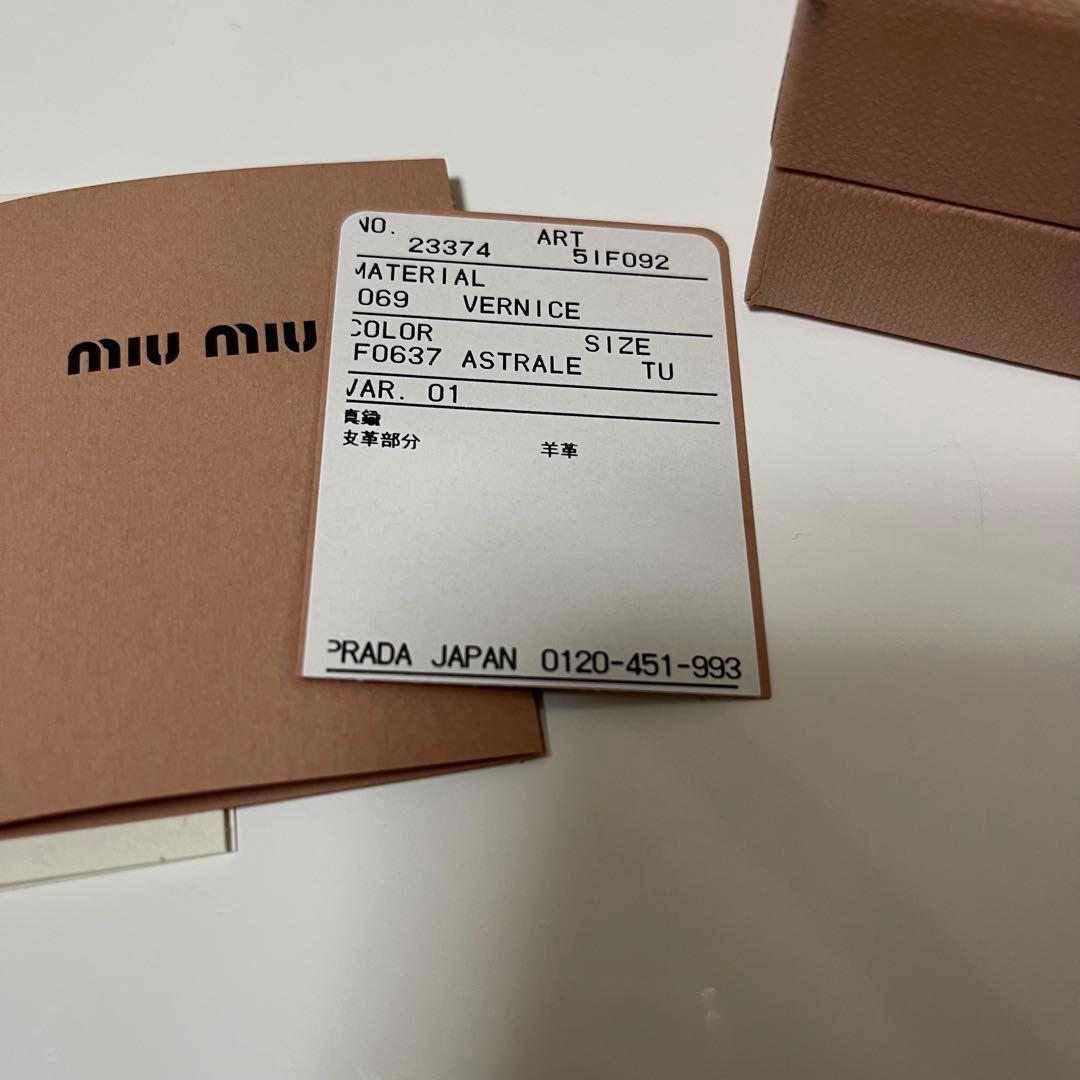 miu miu
NO. ART
23374 5IF092
MATERIAL
069 VERNICE
COLOR SIZE
F0637 ASTRALE TU
VAR. 01
真鍮
皮革部分 羊革
PRADA JAPAN 0120-451-993